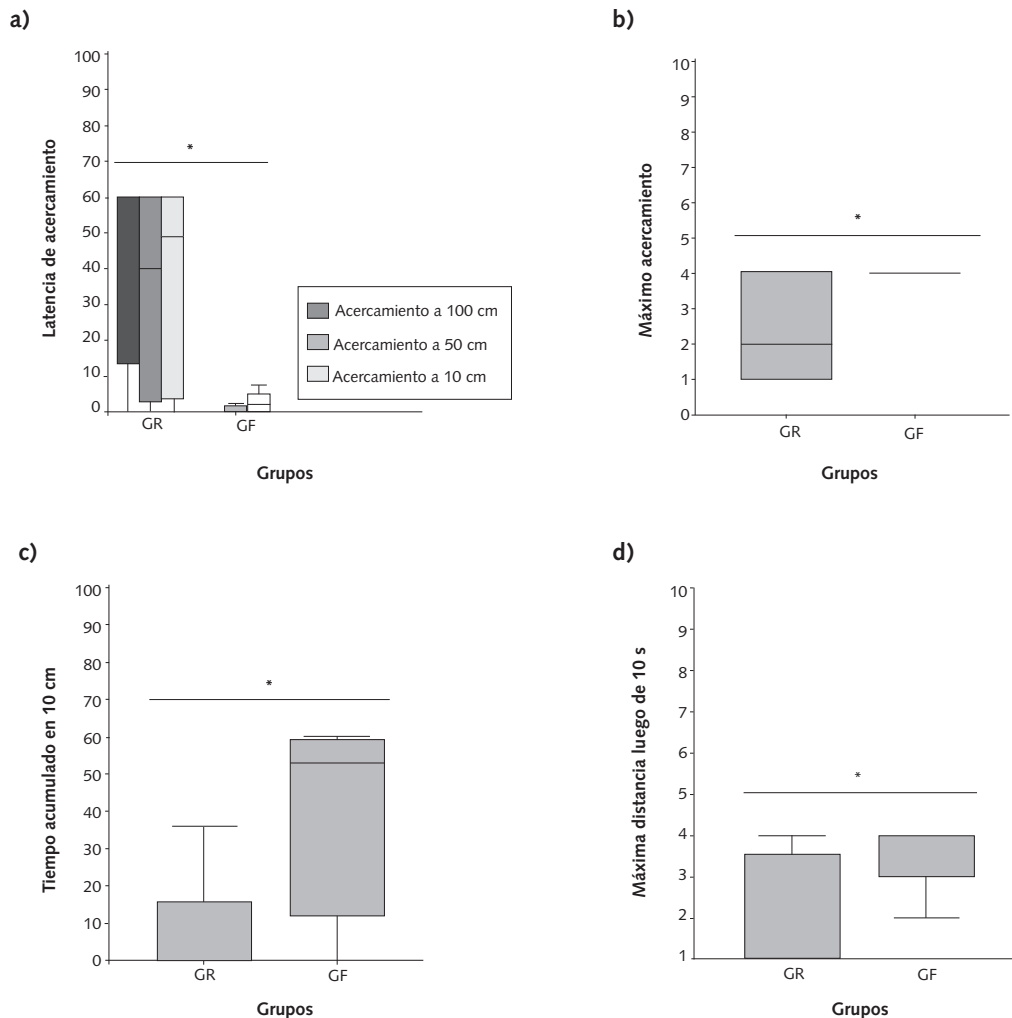 a)
Latencia de acercamiento
100
90
80
70
60
50
40
30
20
10
0
*
GR
GF
Grupos
Acercamiento a 100 cm
Acercamiento a 50 cm
Acercamiento a 10 cm
b)
Máximo acercamiento
10
9
8
7
6
5
4
3
2
1
0
*
GR
GF
Grupos
c)
Tiempo acumulado en 10 cm
100
90
80
70
60
50
40
30
20
10
0
*
GR
GF
Grupos
d)
Máxima distancia luego de 10 s
10
9
8
7
6
5
4
3
2
1
*
GR
GF
Grupos